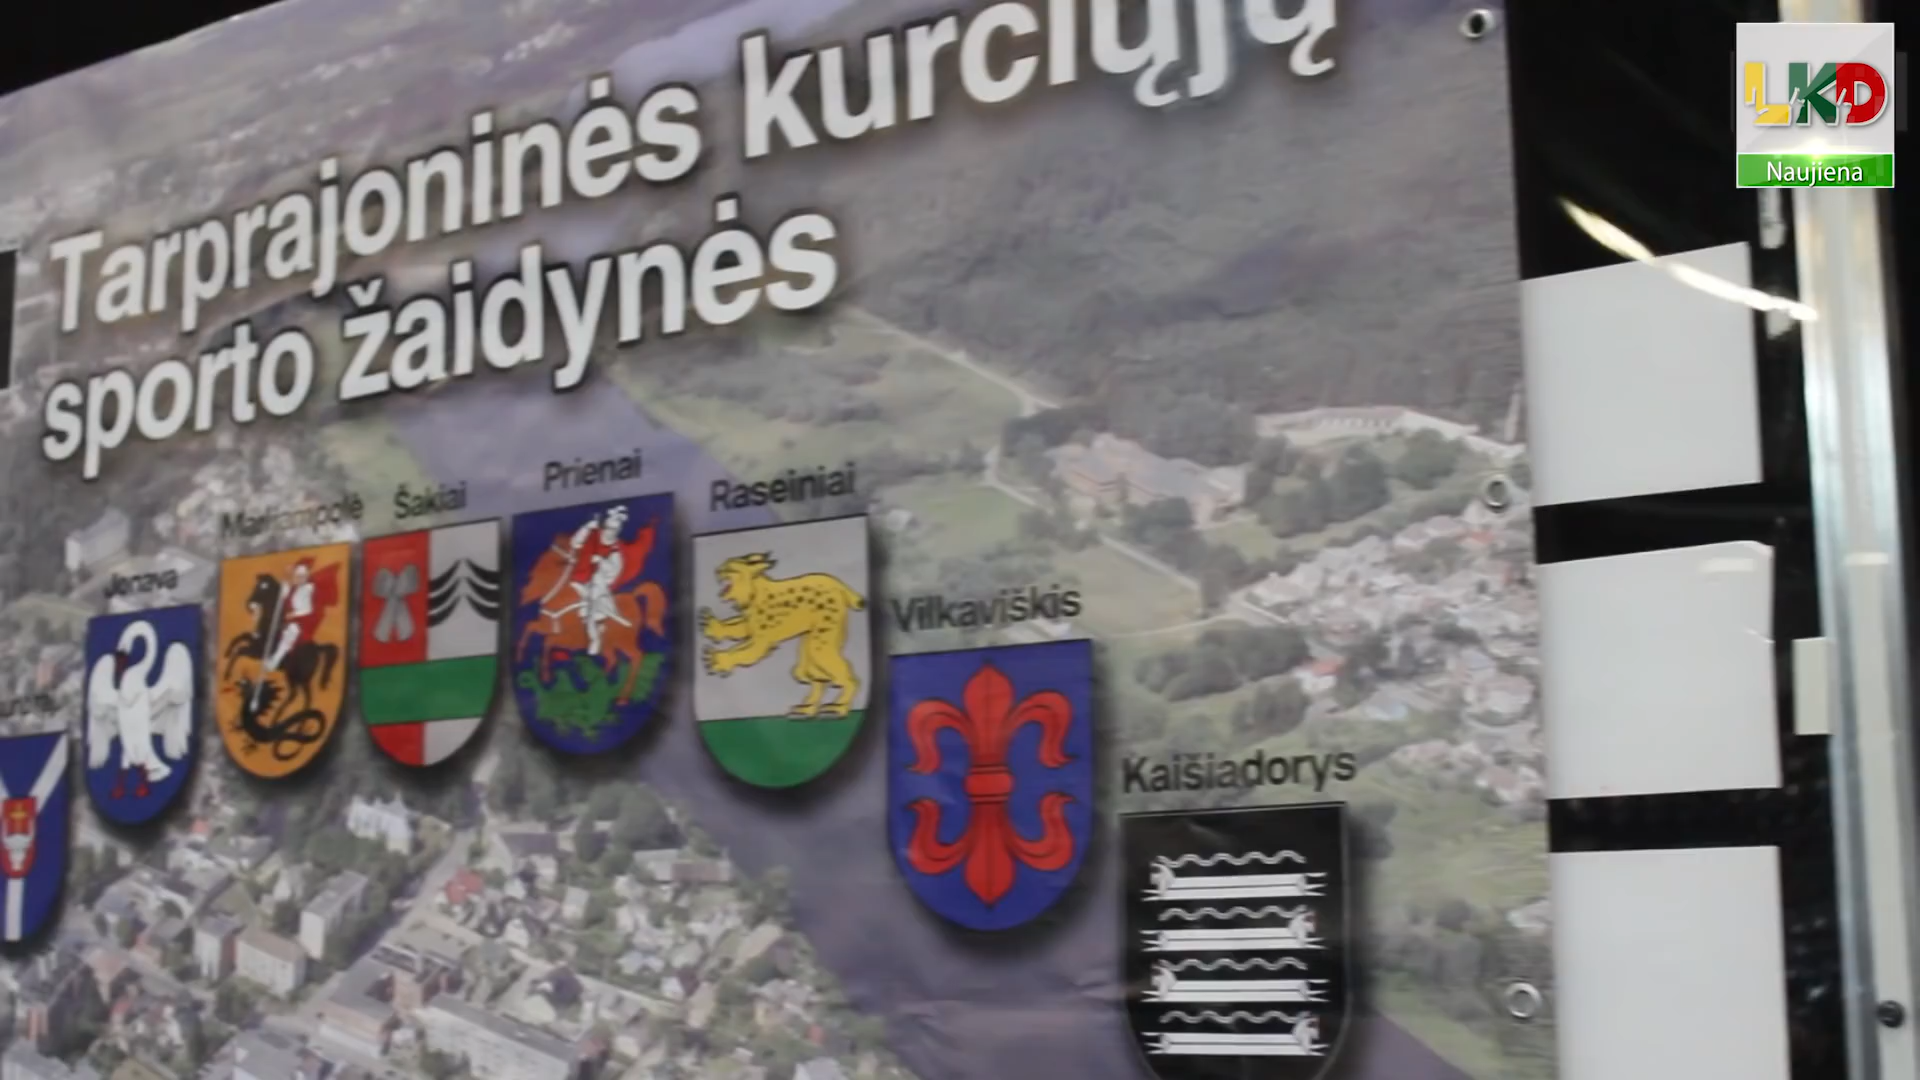 Tarprajoninės kurčiųjų
sporto žaidynės
Prienai
Raseiniai
Šakiai
Marijampolė
Jonava
Vilkaviškis
Kaišiadorys
LKD
Naujiena